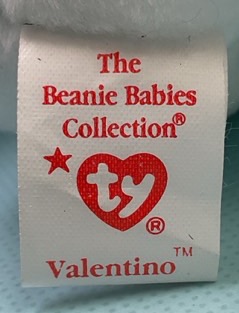 The
Beanie Babies
Collection®
ty
®
Valentino™